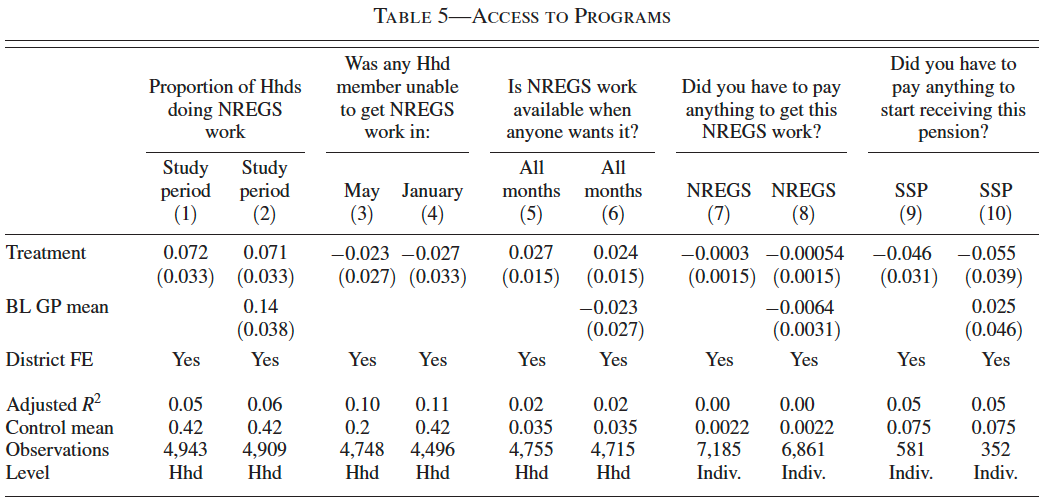 TABLE 5—ACCESS TO PROGRAMS
Proportion of Hhds doing NREGS work
Was any Hhd member unable to get NREGS work in:
Is NREGS work available when anyone wants it?
Did you have to pay anything to get this NREGS work?
Did you have to pay anything to start receiving this pension?
Study period (1) Study period (2) May (3) January (4) All months (5) All months (6) NREGS (7) NREGS (8) SSP (9) SSP (10)
Treatment 0.072 0.071 −0.023 −0.027 0.027 0.024 −0.0003 −0.00054 −0.046 −0.055
(0.033) (0.033) (0.027) (0.033) (0.015) (0.015) (0.0015) (0.0015) (0.031) (0.039)
BL GP mean 0.14 −0.023 −0.0064 0.025
(0.038) (0.027) (0.0031) (0.046)
District FE Yes Yes Yes Yes Yes Yes Yes Yes Yes Yes
Adjusted R² 0.05 0.06 0.10 0.11 0.02 0.02 0.00 0.00 0.05 0.05
Control mean 0.42 0.42 0.2 0.42 0.035 0.035 0.0022 0.0022 0.075 0.075
Observations 4,943 4,909 4,748 4,496 4,755 4,715 7,185 6,861 581 352
Level Hhd Hhd Hhd Hhd Hhd Hhd Indiv. Indiv. Indiv. Indiv.